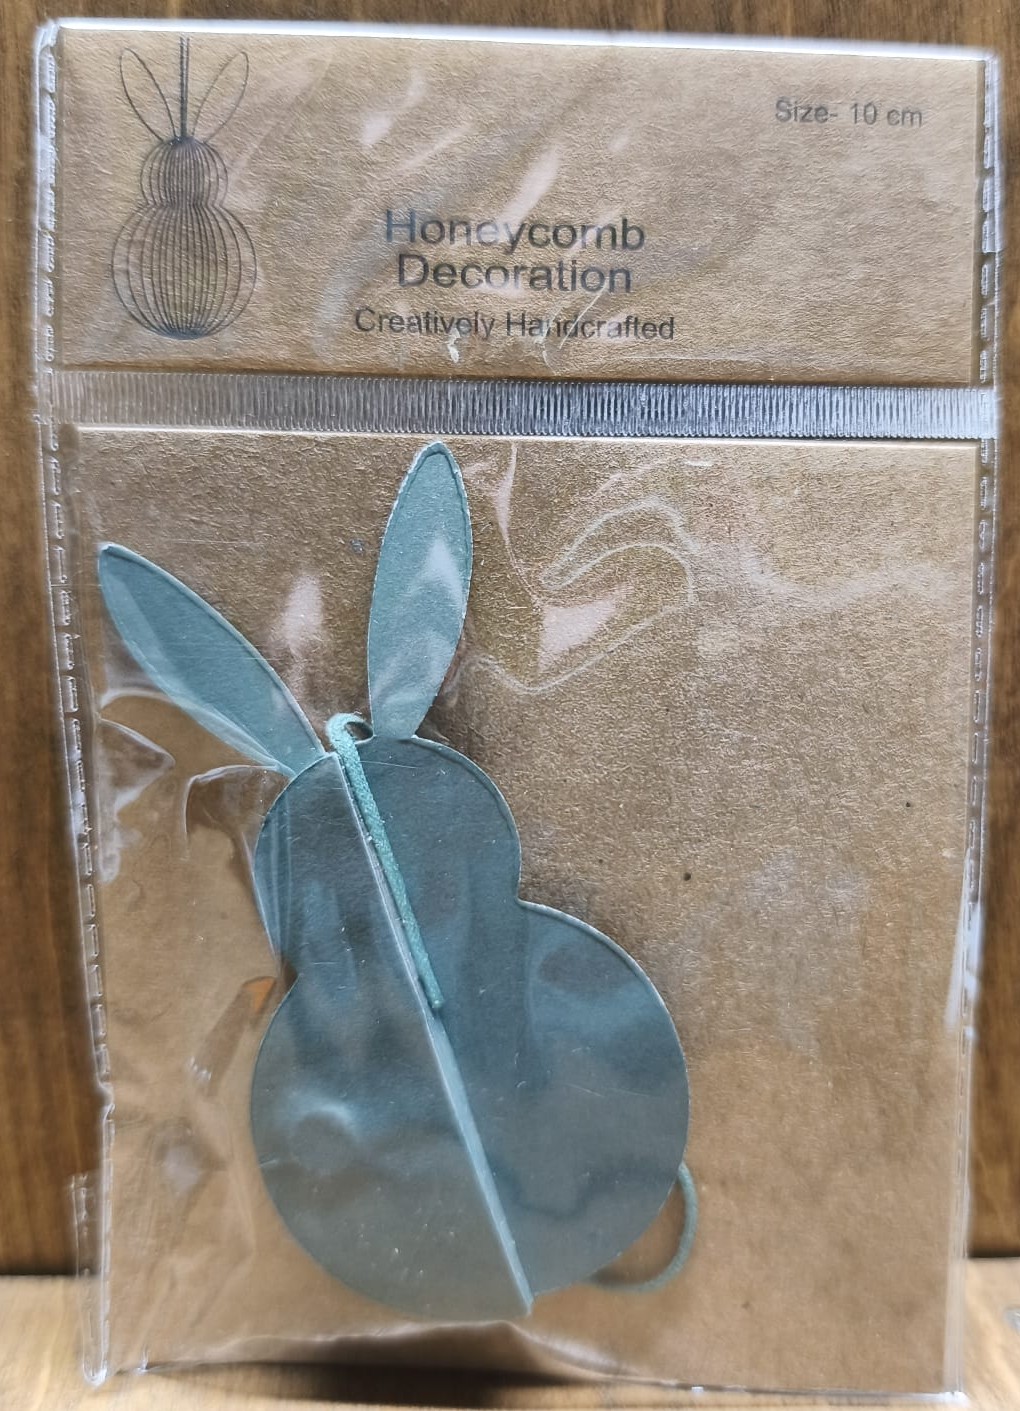 Size- 10 cm
Honeycomb
Decoration
Creatively Handcrafted